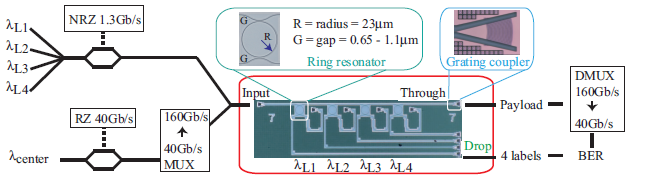 NRZ 1.3Gb/s
λL1
λL2
λL3
λL4
RZ 40Gb/s
λcenter
160Gb/s
40Gb/s
MUX
G
R
G
R = radius = 23μm
G = gap = 0.65 - 1.1μm
Ring resonator
Grating coupler
Input
Through
7
7
Drop
λL1 λL2 λL3 λL4
Payload
4 labels
DMUX
160Gb/s
40Gb/s
BER